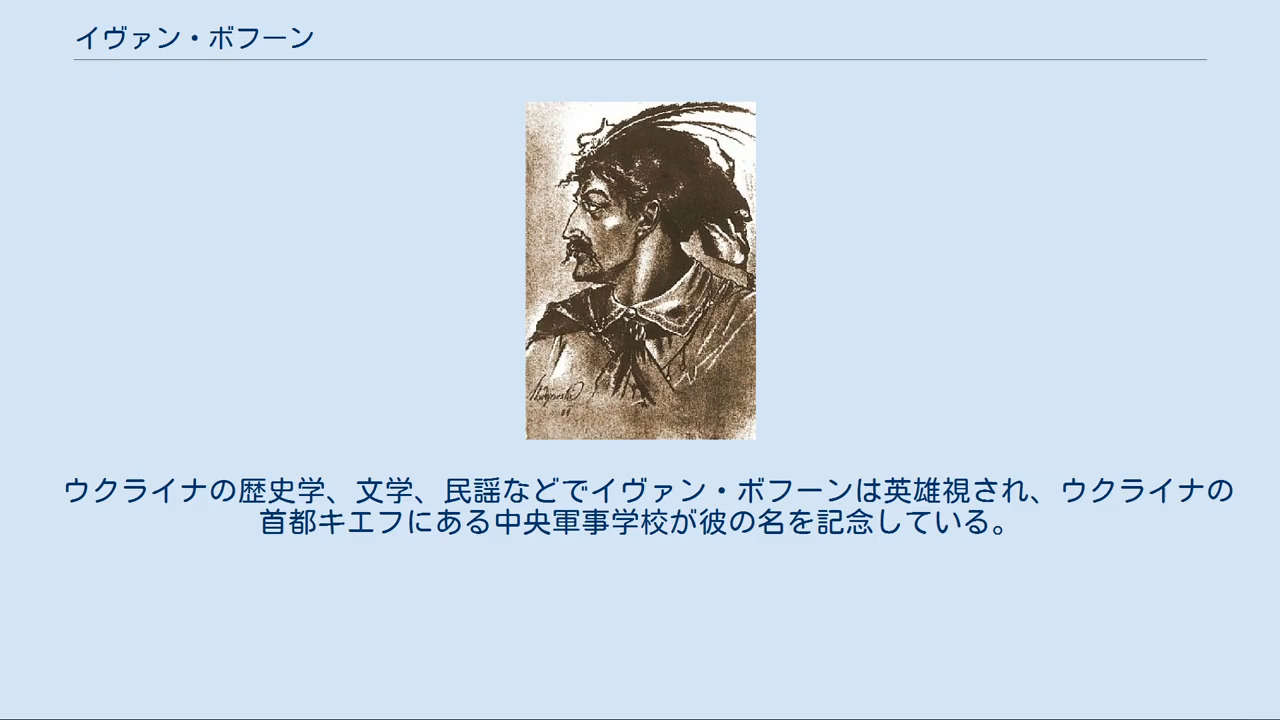 イヴァン・ボフーン
ウクライナの歴史学、文学、民謡などでイヴァン・ボフーンは英雄視され、ウクライナの
首都キエフにある中央軍事学校が彼の名を記念している。